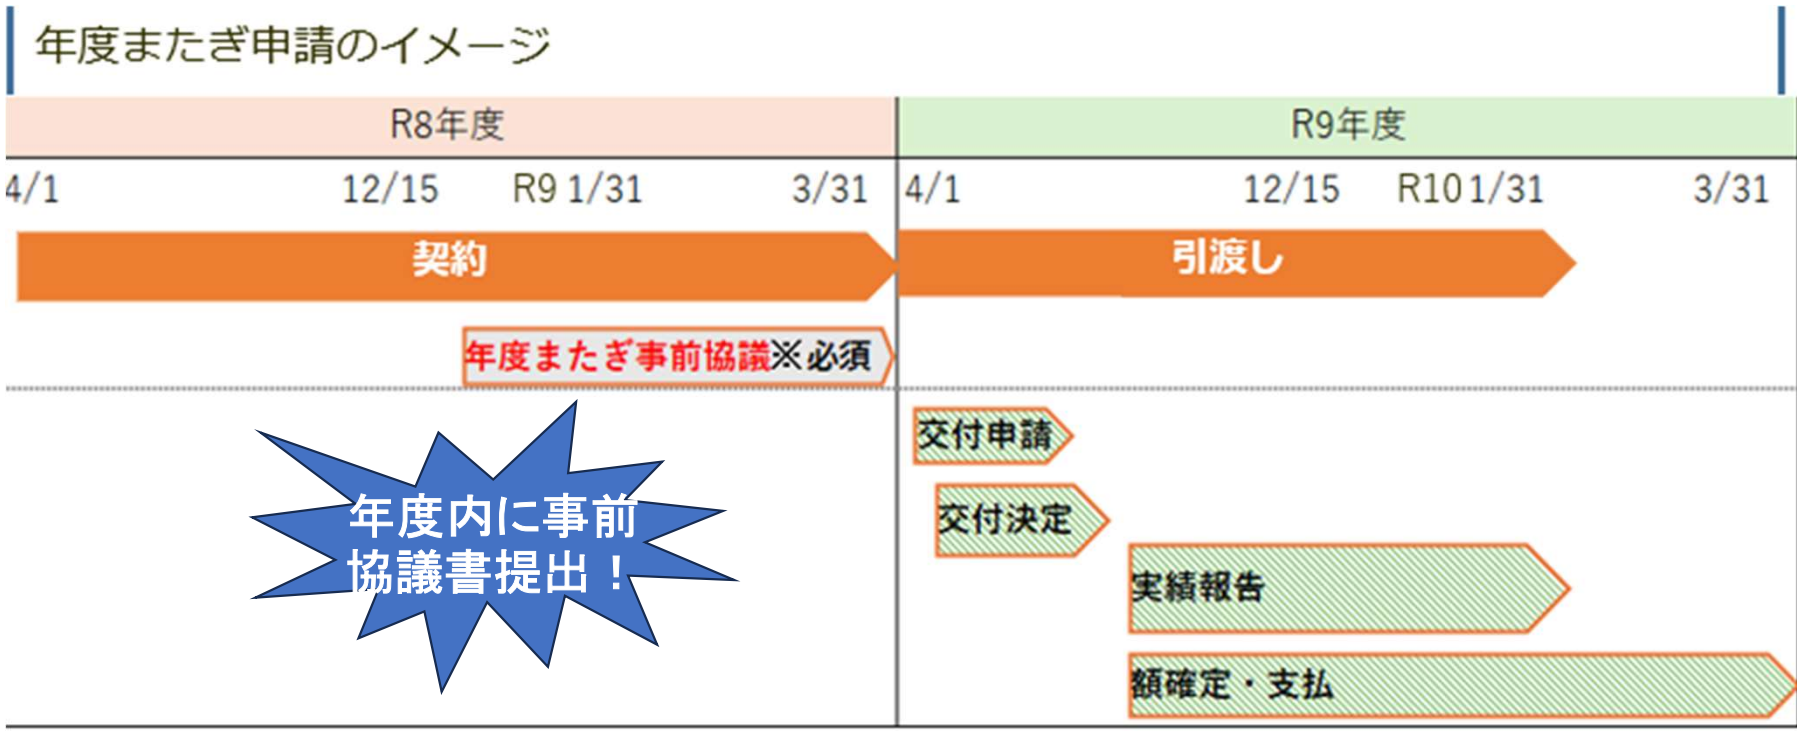 年度またぎ申請のイメージ
R8年度
R9年度
4/1 12/15 R9 1/31 3/31
4/1 12/15 R10 1/31 3/31
契約
引渡し
年度またぎ事前協議※必須
交付申請
交付決定
年度内に事前
協議書提出！
実績報告
額確定・支払